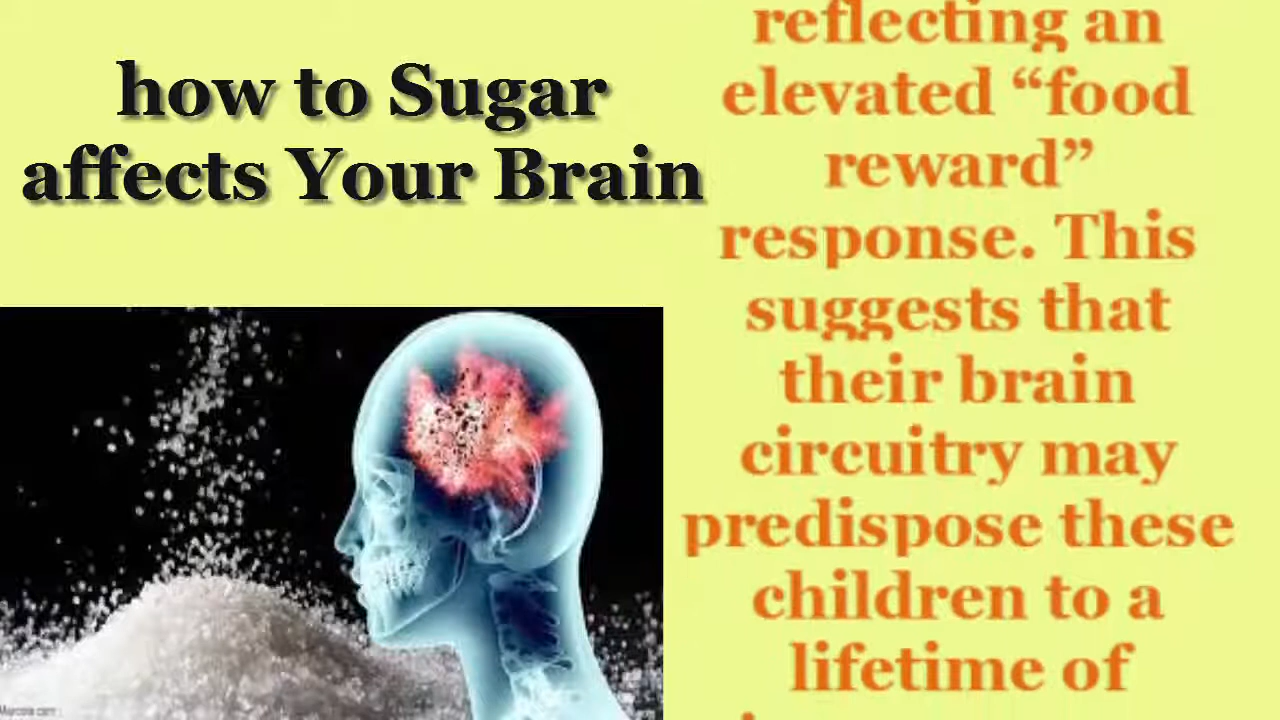 how to Sugar
affects Your Brain
reflecting an
elevated “food
reward”
response. This
suggests that
their brain
circuitry may
predispose these
children to a
lifetime of